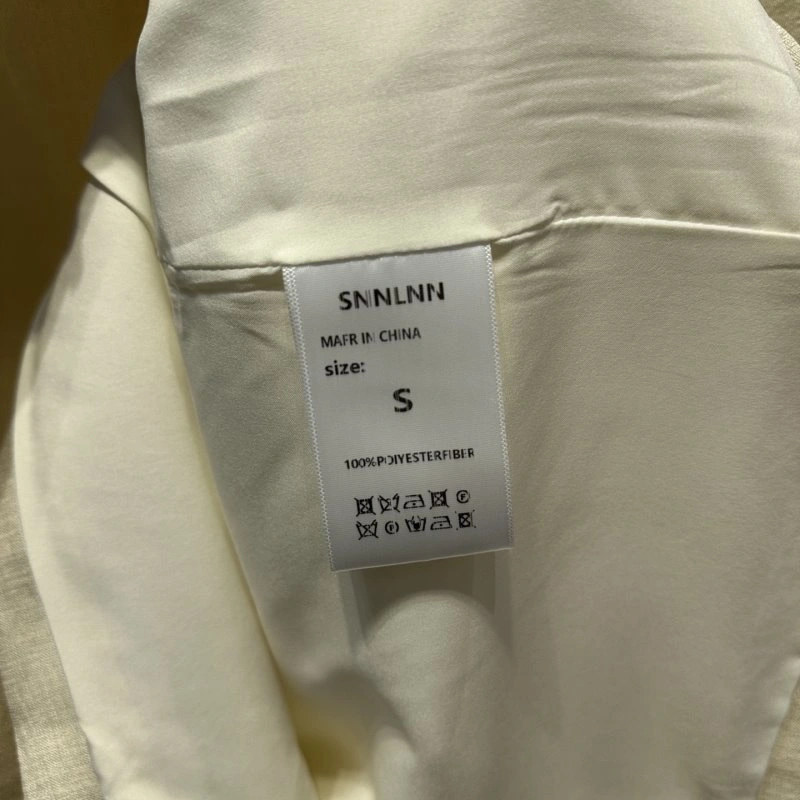 SNNLNN
MAFR IN CHINA
size:
S
100%POIYESTERFIBER